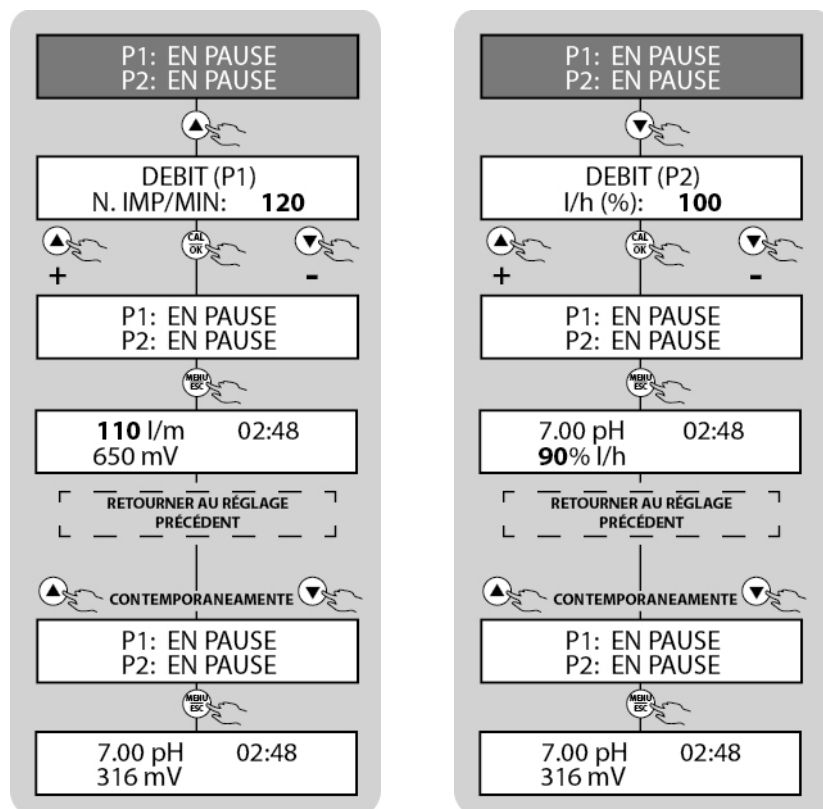 P1: EN PAUSE
P2: EN PAUSE
DEBIT (P1)
N. IMP/MIN: 120
CAL
OK
+ -
P1: EN PAUSE
P2: EN PAUSE
MENU
ESC
110 l/m 02:48
650 mV
RETOURNER AU RÉGLAGE
PRÉCÉDENT
CONTEMPORANEAMENTE
P1: EN PAUSE
P2: EN PAUSE
MENU
ESC
7.00 pH 02:48
316 mV
P1: EN PAUSE
P2: EN PAUSE
DEBIT (P2)
l/h (%): 100
CAL
OK
+ -
P1: EN PAUSE
P2: EN PAUSE
MENU
ESC
7.00 pH 02:48
90% l/h
RETOURNER AU RÉGLAGE
PRÉCÉDENT
CONTEMPORANEAMENTE
P1: EN PAUSE
P2: EN PAUSE
MENU
ESC
7.00 pH 02:48
316 mV